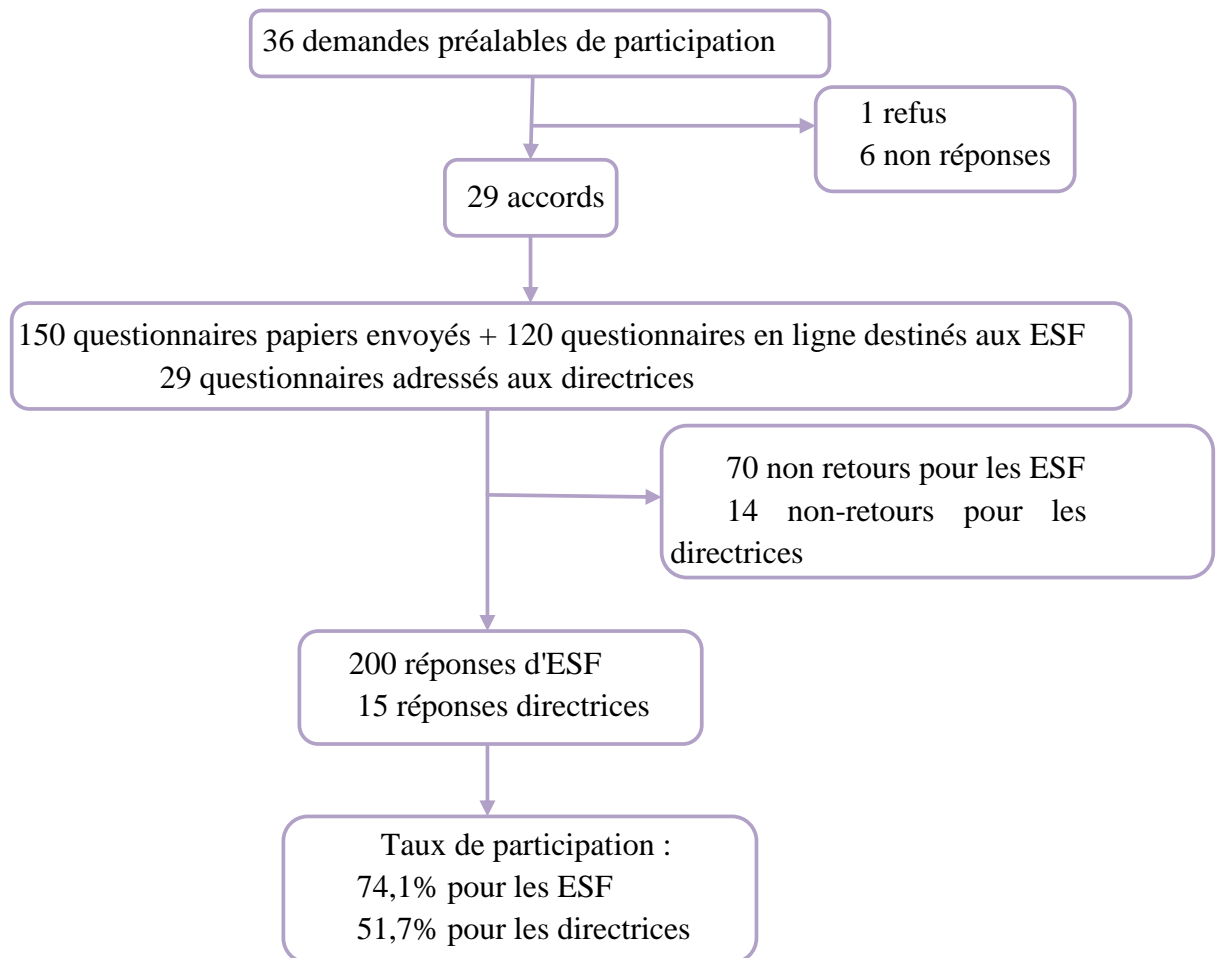 36 demandes préalables de participation
1 refus
6 non réponses
29 accords
150 questionnaires papiers envoyés + 120 questionnaires en ligne destinés aux ESF
29 questionnaires adressés aux directrices
70 non retours pour les ESF
14 non-retours pour les
directrices
200 réponses d'ESF
15 réponses directrices
Taux de participation :
74,1% pour les ESF
51,7% pour les directrices